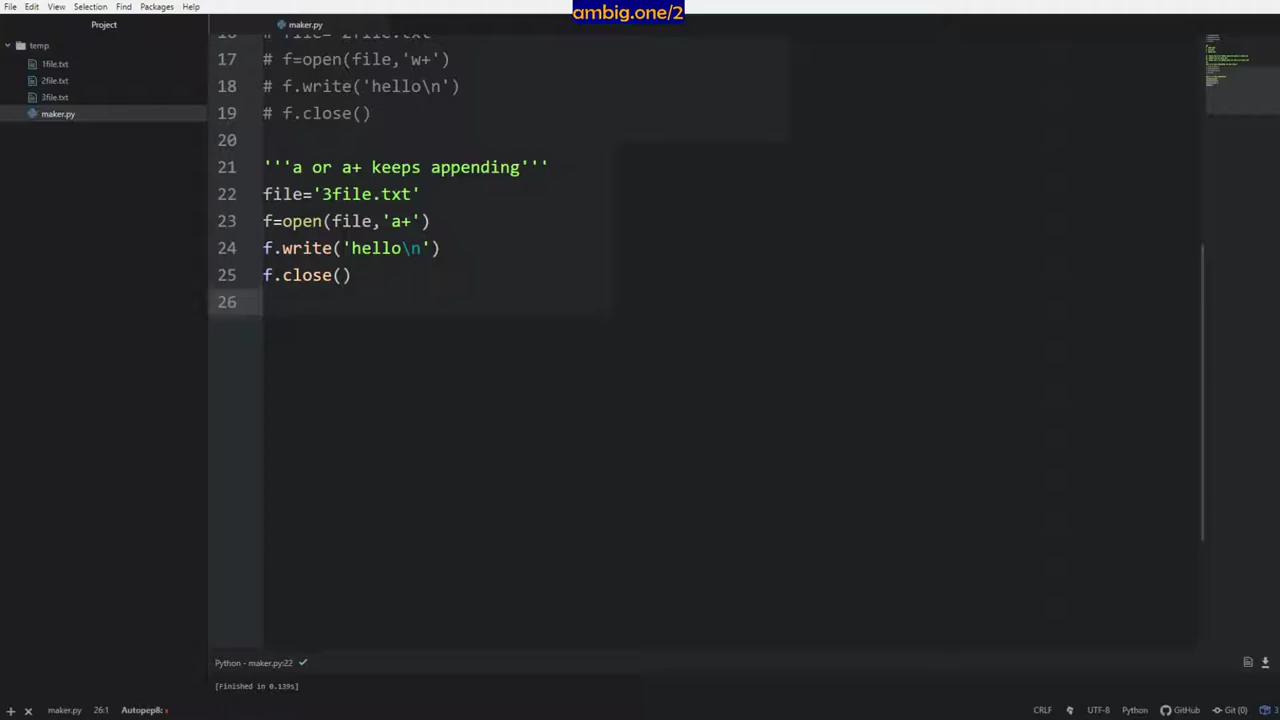 File Edit View Selection Find Packages Help
ambig.one/2
Project
maker.py
temp
1file.txt
2file.txt
3file.txt
maker.py
16 # file='2file.txt'
17 # f=open(file,'w+')
18 # f.write('hello\n')
19 # f.close()
20
21 '''a or a+ keeps appending'''
22 file='3file.txt'
23 f=open(file,'a+')
24 f.write('hello\n')
25 f.close()
26
Python - maker.py:22
[Finished in 0.139s]
maker.py 26:1 Autopep8: x CRLF UTF-8 Python GitHub Git (0) 3